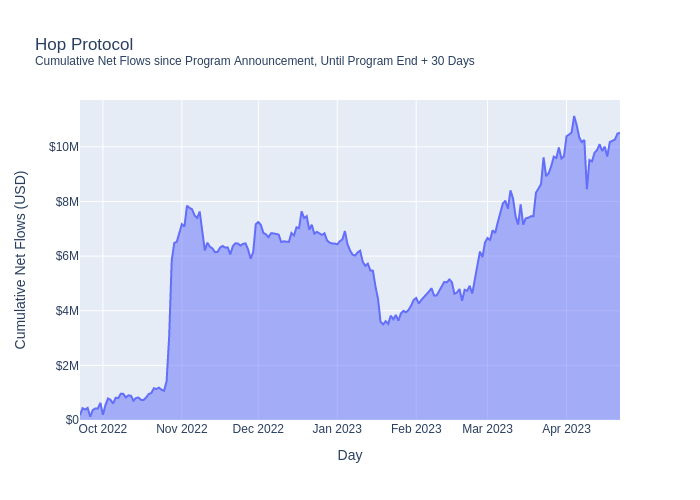 Hop Protocol
Cumulative Net Flows since Program Announcement, Until Program End + 30 Days
Cumulative Net Flows (USD)
$10M
$8M
$6M
$4M
$2M
$0
Oct 2022 Nov 2022 Dec 2022 Jan 2023 Feb 2023 Mar 2023 Apr 2023
Day